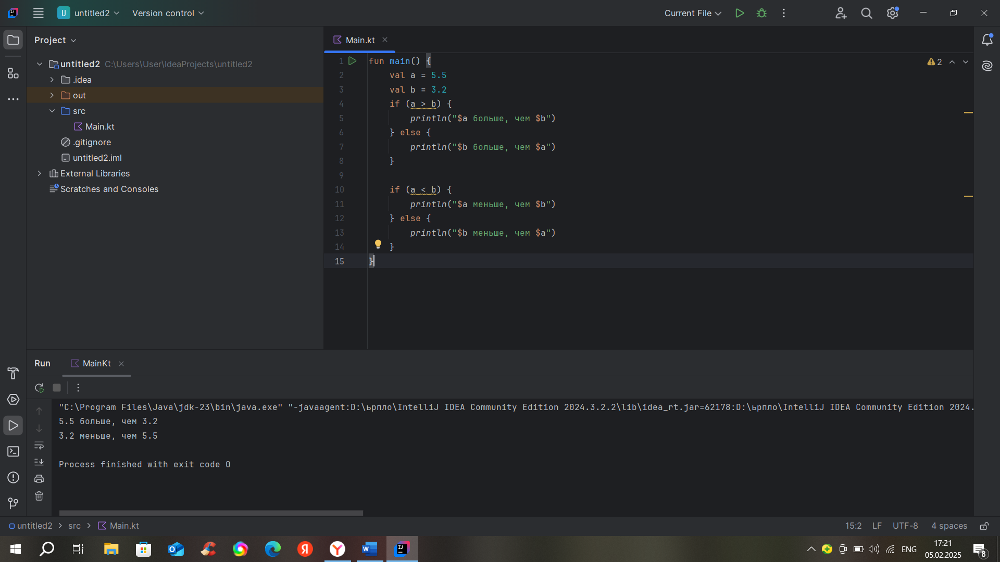 U untitled2 Version control Current File
Project
Main.kt
untitled2 C:\Users\User\IdeaProjects\untitled2
.idea
out
src
Main.kt
.gitignore
untitled2.iml
External Libraries
Scratches and Consoles
1 fun main() {
2 val a = 5.5
3 val b = 3.2
4 if (a > b) {
5 println("$a больше, чем $b")
6 } else {
7 println("$b больше, чем $a")
8 }
9
10 if (a < b) {
11 println("$a меньше, чем $b")
12 } else {
13 println("$b меньше, чем $a")
14 }
15 }
2
Run MainKt
"C:\Program Files\Java\jdk-23\bin\java.exe" "-javaagent:D:\ьрпло\IntelliJ IDEA Community Edition 2024.3.2.2\lib\idea_rt.jar=62178:D:\ьрпло\IntelliJ IDEA Community Edition 2024.
5.5 больше, чем 3.2
3.2 меньше, чем 5.5
Process finished with exit code 0
untitled2 > src > Main.kt 15:2 LF UTF-8 4 spaces
ENG
17:21
05.02.2025
8